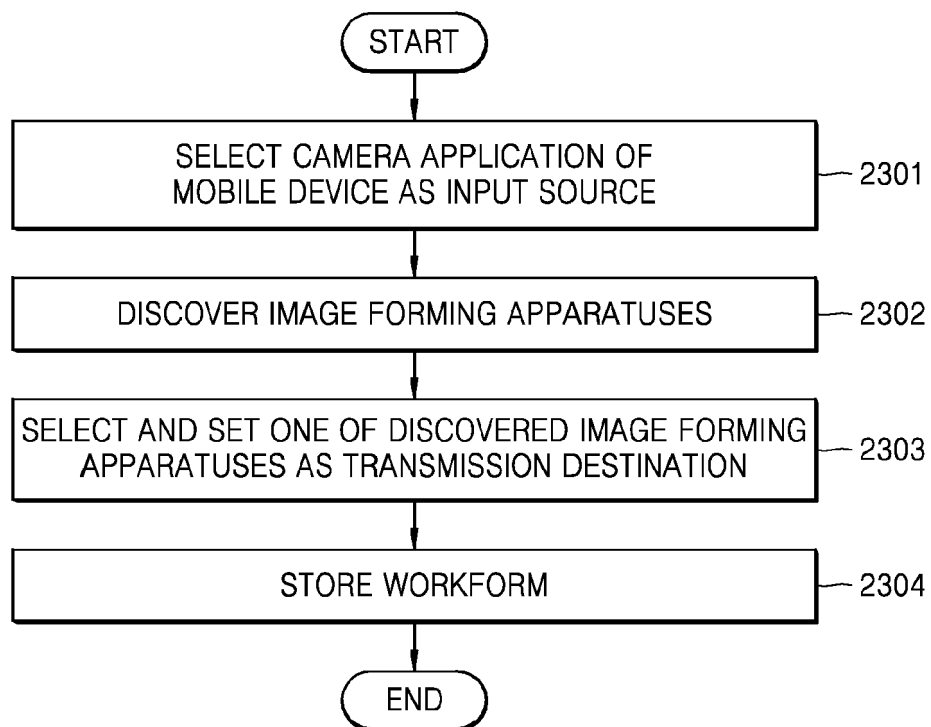 START
SELECT CAMERA APPLICATION OF
MOBILE DEVICE AS INPUT SOURCE
2301
DISCOVER IMAGE FORMING APPARATUSES
2302
SELECT AND SET ONE OF DISCOVERED IMAGE FORMING
APPARATUSES AS TRANSMISSION DESTINATION
2303
STORE WORKFORM
2304
END